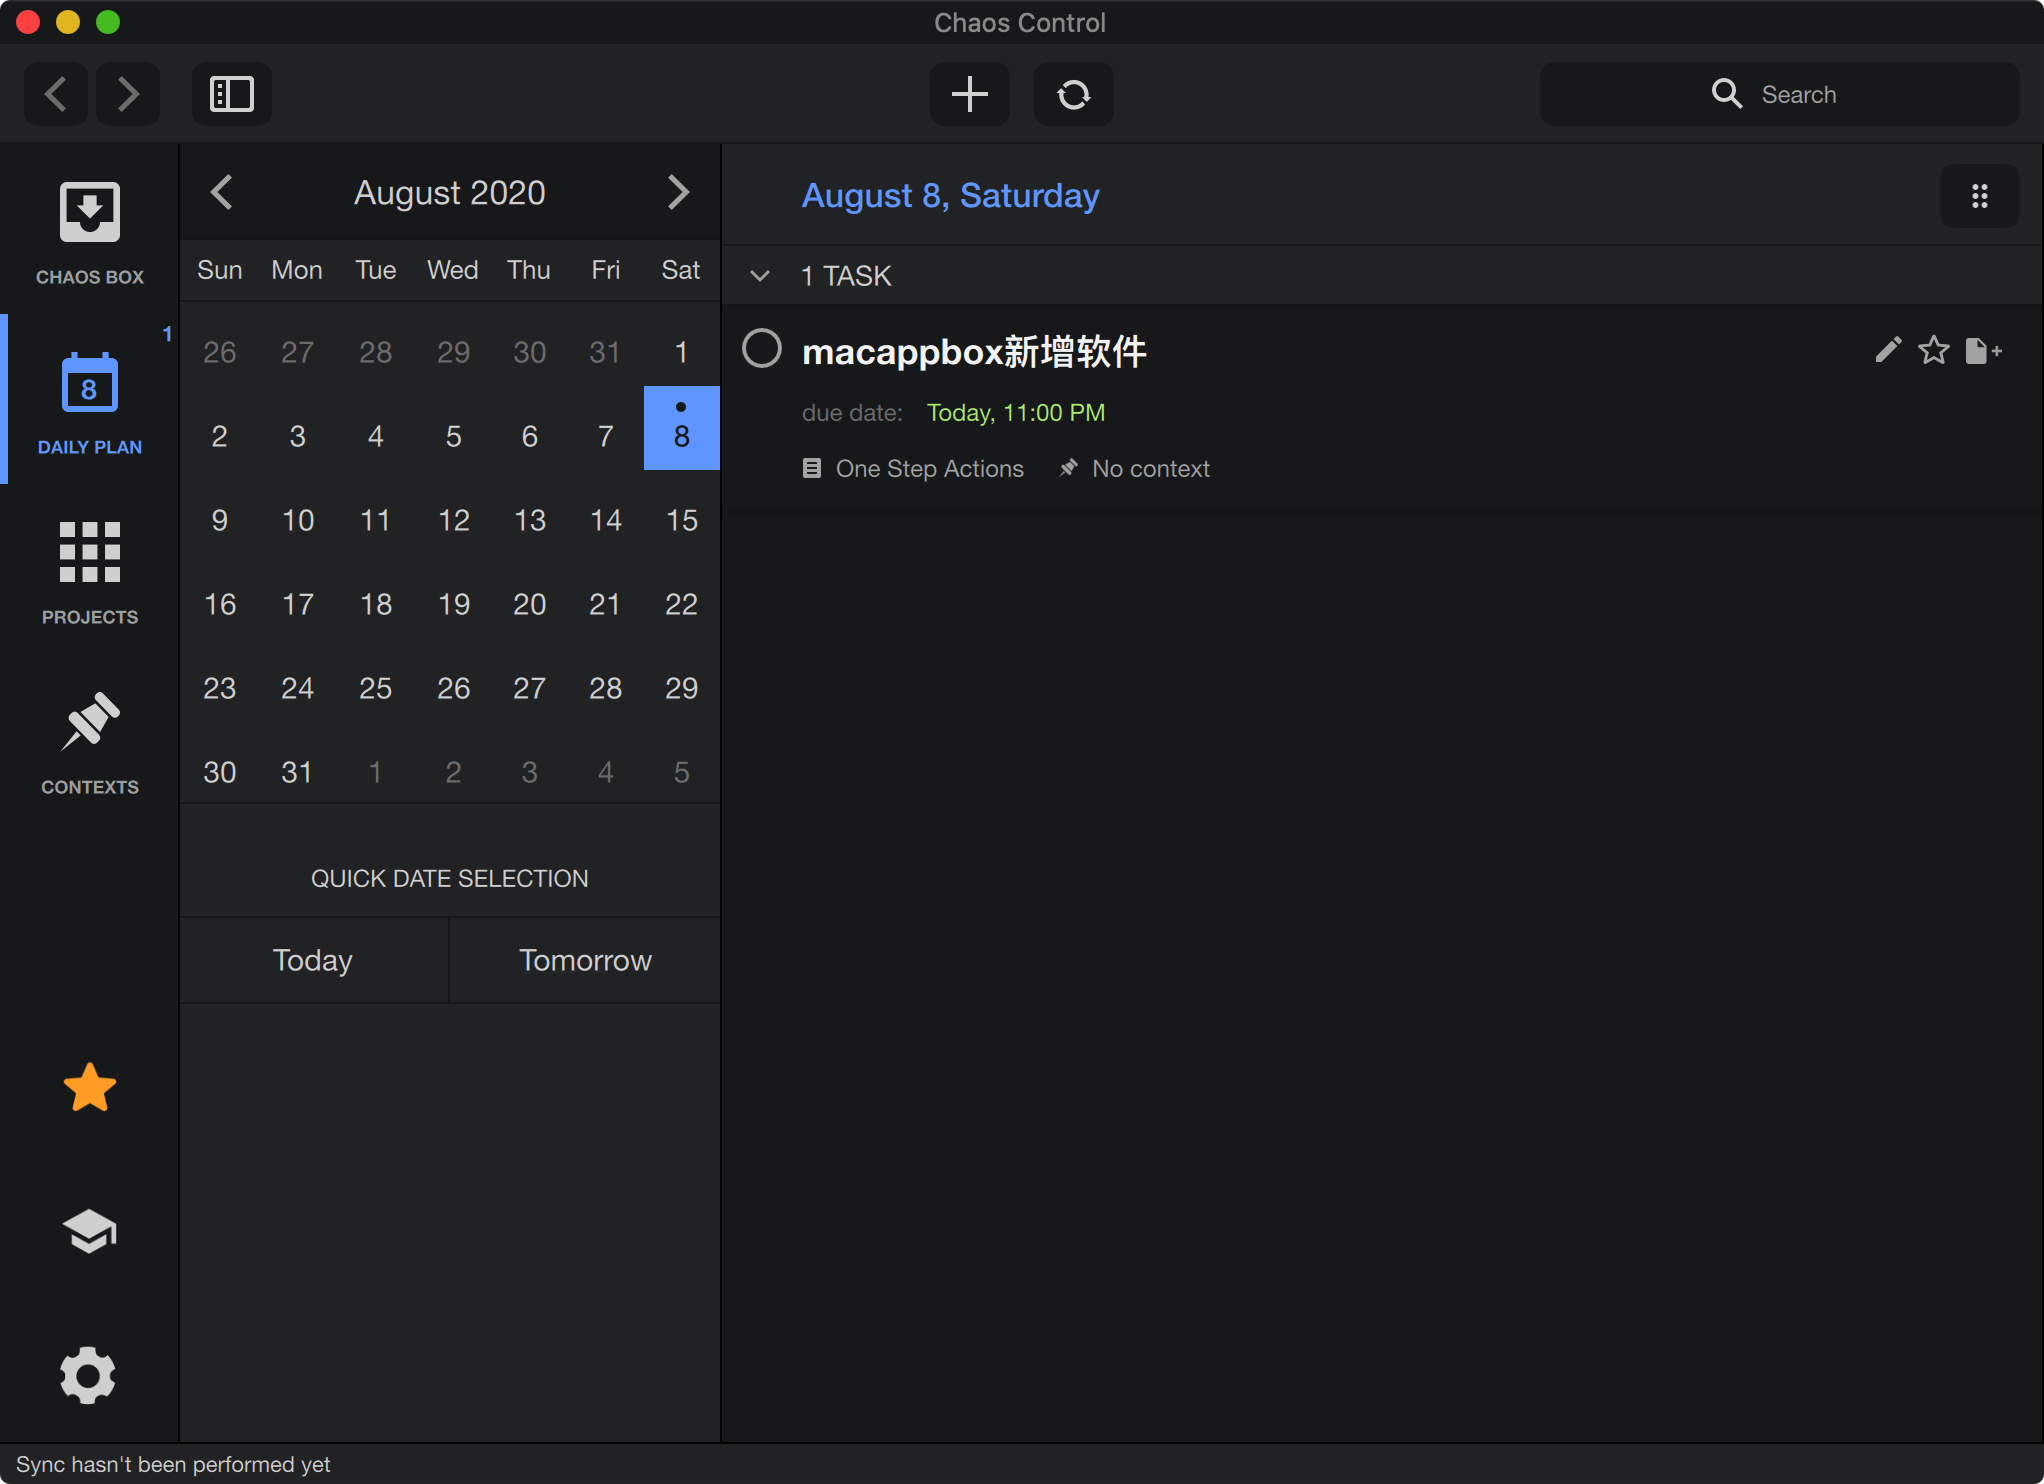 Chaos Control
Search
CHAOS BOX
1
8
DAILY PLAN
PROJECTS
CONTEXTS
August 2020
Sun Mon Tue Wed Thu Fri Sat
26 27 28 29 30 31 1
2 3 4 5 6 7 8
9 10 11 12 13 14 15
16 17 18 19 20 21 22
23 24 25 26 27 28 29
30 31 1 2 3 4 5
QUICK DATE SELECTION
Today Tomorrow
August 8, Saturday
1 TASK
macappbox新增软件
due date: Today, 11:00 PM
One Step Actions No context
Sync hasn't been performed yet